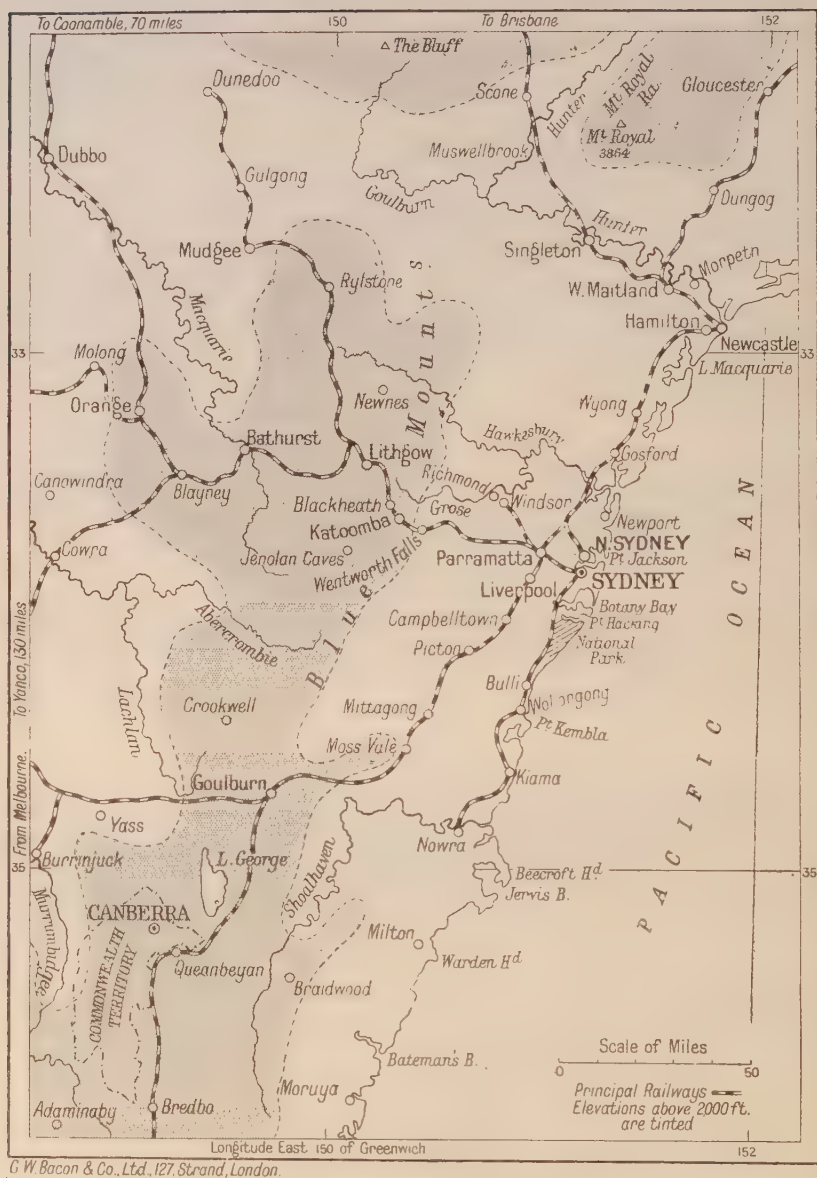 To Coonamble, 70 miles
150
To Brisbane
152
The Bluff
Dunedoo
Scone
Hunter
Mt Royal
Ra.
Gloucester
Mt Royal
3864
Muswellbrook
Dubbo
Gulgong
Goulburn
Dungog
Hunter
Mudgee
Singleton
Morpeth
Rylstone
W. Maitland
Macquarie
Hamilton
Newcastle
33
33
Molong
L. Macquarie
Newnes
Orange
Wyong
Bathurst
Hawkesbury
Lithgow
Gosford
Canowindra
Blayney
Richmond
Windsor
Blackheath
Grose
Newport
Katoomba
Cowra
Jenolan Caves
Wentworth Falls
Parramatta
N. SYDNEY
Pt Jackson
SYDNEY
Liverpool
Blue Mounts.
Botany Bay
Abercrombie
Campbelltown
Pt Hacking
National
Park
Picton
To Yanco, 130 miles
Lachlan
Crookwell
Bulli
Mittagong
Wollongong
Pt Kembla
Moss Vale
PACIFIC OCEAN
From Melbourne.
Goulburn
Kiama
Yass
Nowra
Burrinjuck
L. George
Shoalhaven
35
35
Beecroft Hd
Jervis B.
CANBERRA
Murrumbidgee
Milton
COMMONWEALTH
TERRITORY
Queanbeyan
Warden Hd
Braidwood
Bateman's B.
Scale of Miles
0 50
Moruya
Principal Railways
Elevations above 2,000 ft.
are tinted
Adaminaby
Bredbo
Longitude East 150 of Greenwich
152
G. W. Bacon & Co., Ltd., 127, Strand, London.